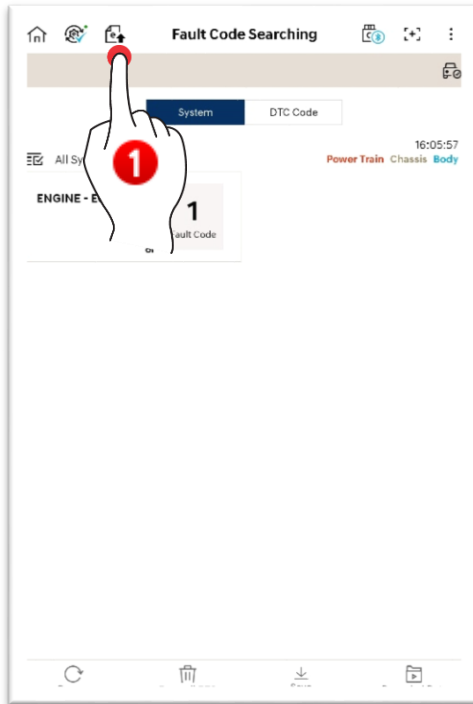 Fault Code Searching
System DTC Code
16:05:57
All Sy
Power Train Chassis Body
ENGINE - E
1
1
ault Code